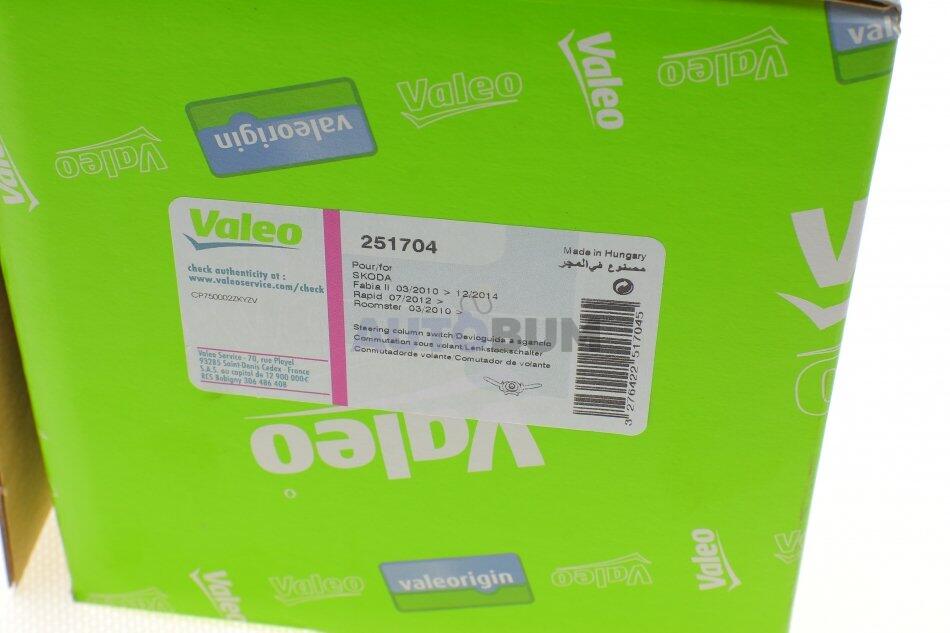 valeo
Valeo
Valeo
Valeo
Valeo
valeorigin
Valeo
Valeo
251704
Made in Hungary
مصنوع في المجر
check authenticity at :
www.valeoservice.com/check
Pour/for
SKODA
Fabia II 03/2010 > 12/2014
Rapid 07/2012 >
Roomster 03/2010 >
CP750002ZKYZV
AUTOBUN
Steering column switch Devioguida a sgancio
Commutation sous volant Lenkstockschalter
Conmutadorde volante Comutador de volante
Valeo Service - 70, rue Pleyel
93285 Saint-Denis Cedex - France
S.A.S. au capital de 12 900 000€
RCS Bobigny 306 486 408
3 276422 517045
Valeo
Valeo
valeorigin
Valeo
Valeo
Valeo